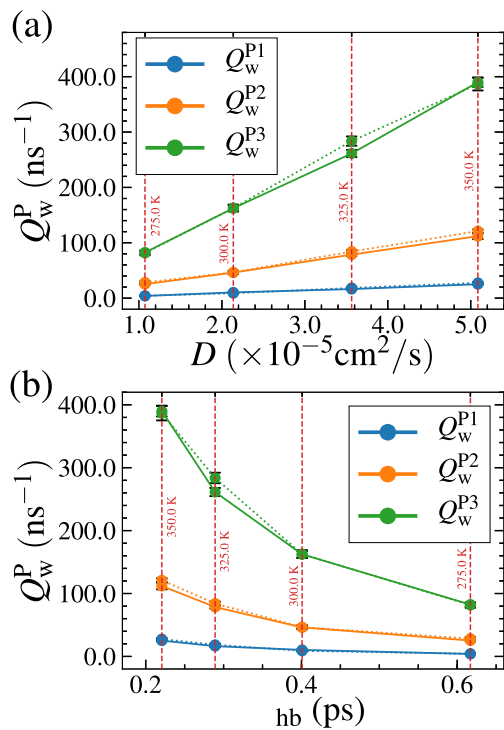 (a)
Q_w^P1
Q_w^P2
Q_w^P3
400.0
300.0
200.0
100.0
0.0
Q_w^P (ns⁻¹)
275.0 K
300.0 K
325.0 K
350.0 K
1.0 2.0 3.0 4.0 5.0
D (×10⁻⁵cm²/s)
(b)
Q_w^P1
Q_w^P2
Q_w^P3
400.0
300.0
200.0
100.0
0.0
Q_w^P (ns⁻¹)
350.0 K
325.0 K
300.0 K
275.0 K
0.2 0.4 0.6
hb (ps)